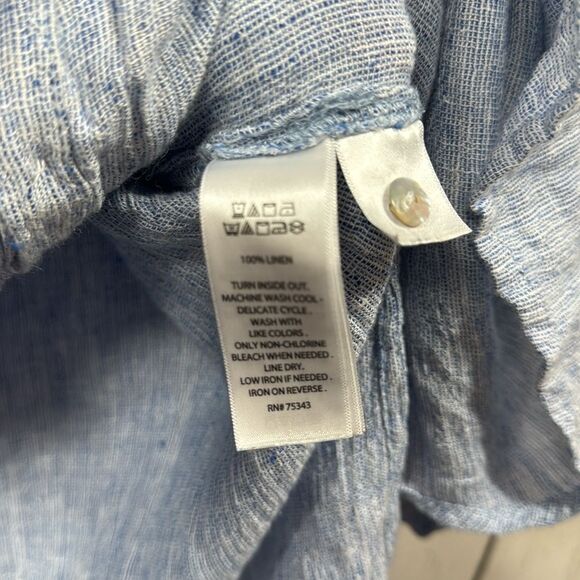 100% LINEN
TURN INSIDE OUT.
MACHINE WASH COOL -
DELICATE CYCLE.
WASH WITH
LIKE COLORS.
ONLY NON-CHLORINE
BLEACH WHEN NEEDED.
LINE DRY.
LOW IRON IF NEEDED.
IRON ON REVERSE.
RN# 75343